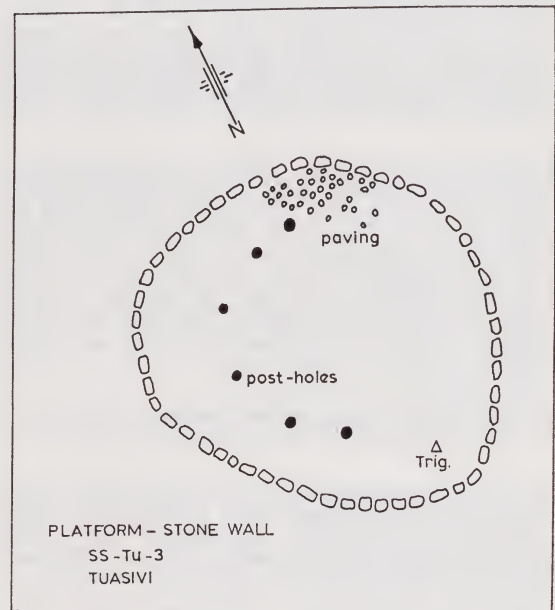 N
paving
post-holes
Trig.
PLATFORM - STONE WALL
SS-Tu-3
TUASIVI